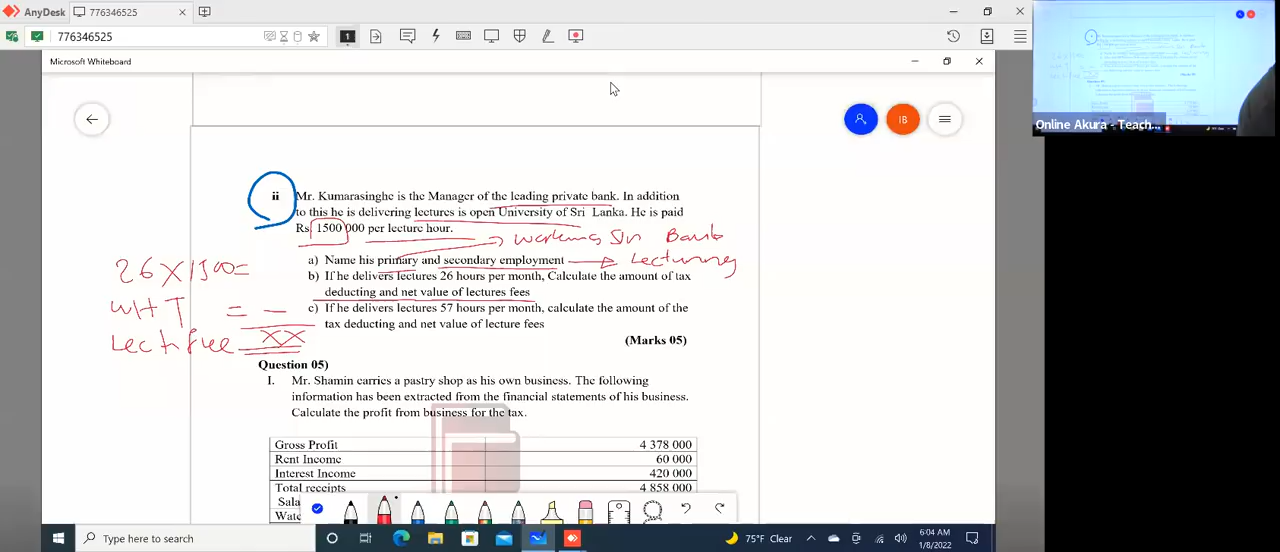 AnyDesk
776346525
776346525
1
Microsoft Whiteboard
Online Akura - Teach...
IB
ii Mr. Kumarasinghe is the Manager of the leading private bank. In addition
to this he is delivering lectures is open University of Sri Lanka. He is paid
Rs 1500 000 per lecture hour.
working Sin Bank
a) Name his primary and secondary employment
Lecturing
b) If he delivers lectures 26 hours per month, Calculate the amount of tax
deducting and net value of lectures fees
c) If he delivers lectures 57 hours per month, calculate the amount of the
tax deducting and net value of lecture fees
26 X 1500 =
WHT = -
Lect. fee XX
(Marks 05)
Question 05)
I. Mr. Shamin carries a pastry shop as his own business. The following
information has been extracted from the financial statements of his business.
Calculate the profit from business for the tax.
Gross Profit 4 378 000
Rent Income 60 000
Interest Income 420 000
Total receipts 4 858 000
Sala
Wate
Type here to search
75°F Clear
6:04 AM
1/8/2022